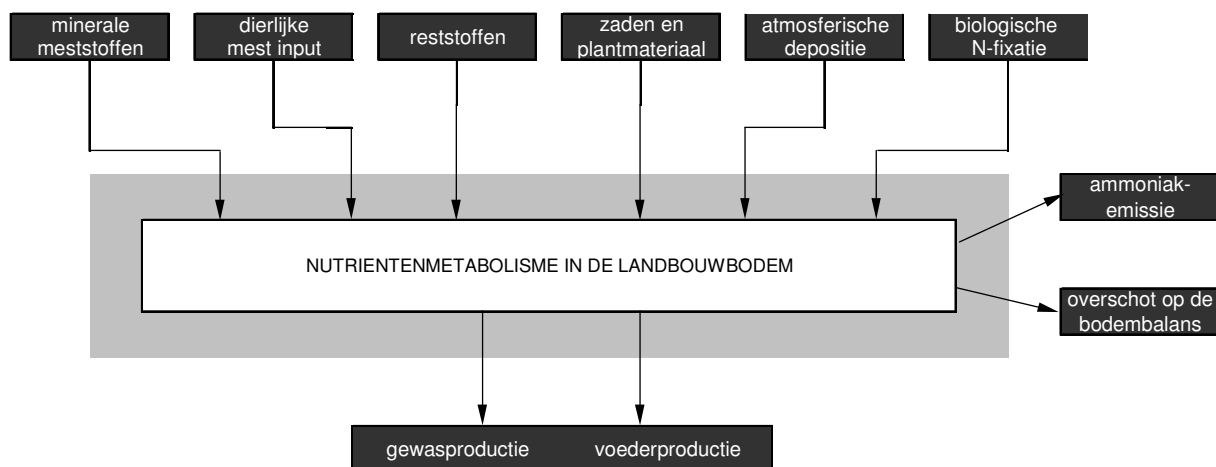 minerale
meststoffen
dierlijke
mest input
reststoffen
zaden en
plantmateriaal
atmosferische
depositie
biologische
N-fixatie
ammoniak-
emissie
NUTRIENTENMETABOLISME IN DE LANDBOUWBODEM
overschot op de
bodembalans
gewasproductie
voederproductie